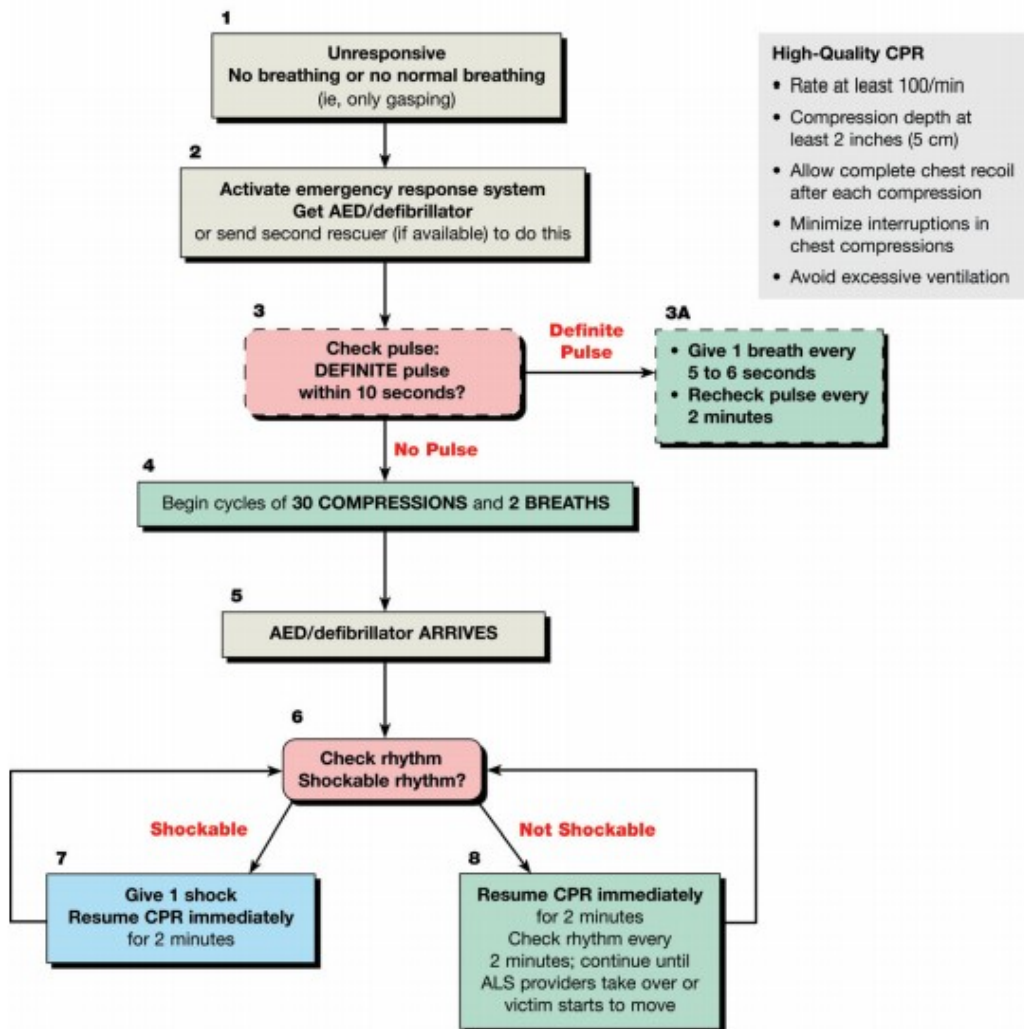 1
Unresponsive
No breathing or no normal breathing
(ie, only gasping)
High-Quality CPR
• Rate at least 100/min
• Compression depth at
least 2 inches (5 cm)
• Allow complete chest recoil
after each compression
• Minimize interruptions in
chest compressions
• Avoid excessive ventilation
2
Activate emergency response system
Get AED/defibrillator
or send second rescuer (if available) to do this
3
Check pulse:
DEFINITE pulse
within 10 seconds?
Definite
Pulse
3A
• Give 1 breath every
5 to 6 seconds
• Recheck pulse every
2 minutes
No Pulse
4
Begin cycles of 30 COMPRESSIONS and 2 BREATHS
5
AED/defibrillator ARRIVES
6
Check rhythm
Shockable rhythm?
Shockable
Not Shockable
7
Give 1 shock
Resume CPR immediately
for 2 minutes
8
Resume CPR immediately
for 2 minutes
Check rhythm every
2 minutes; continue until
ALS providers take over or
victim starts to move